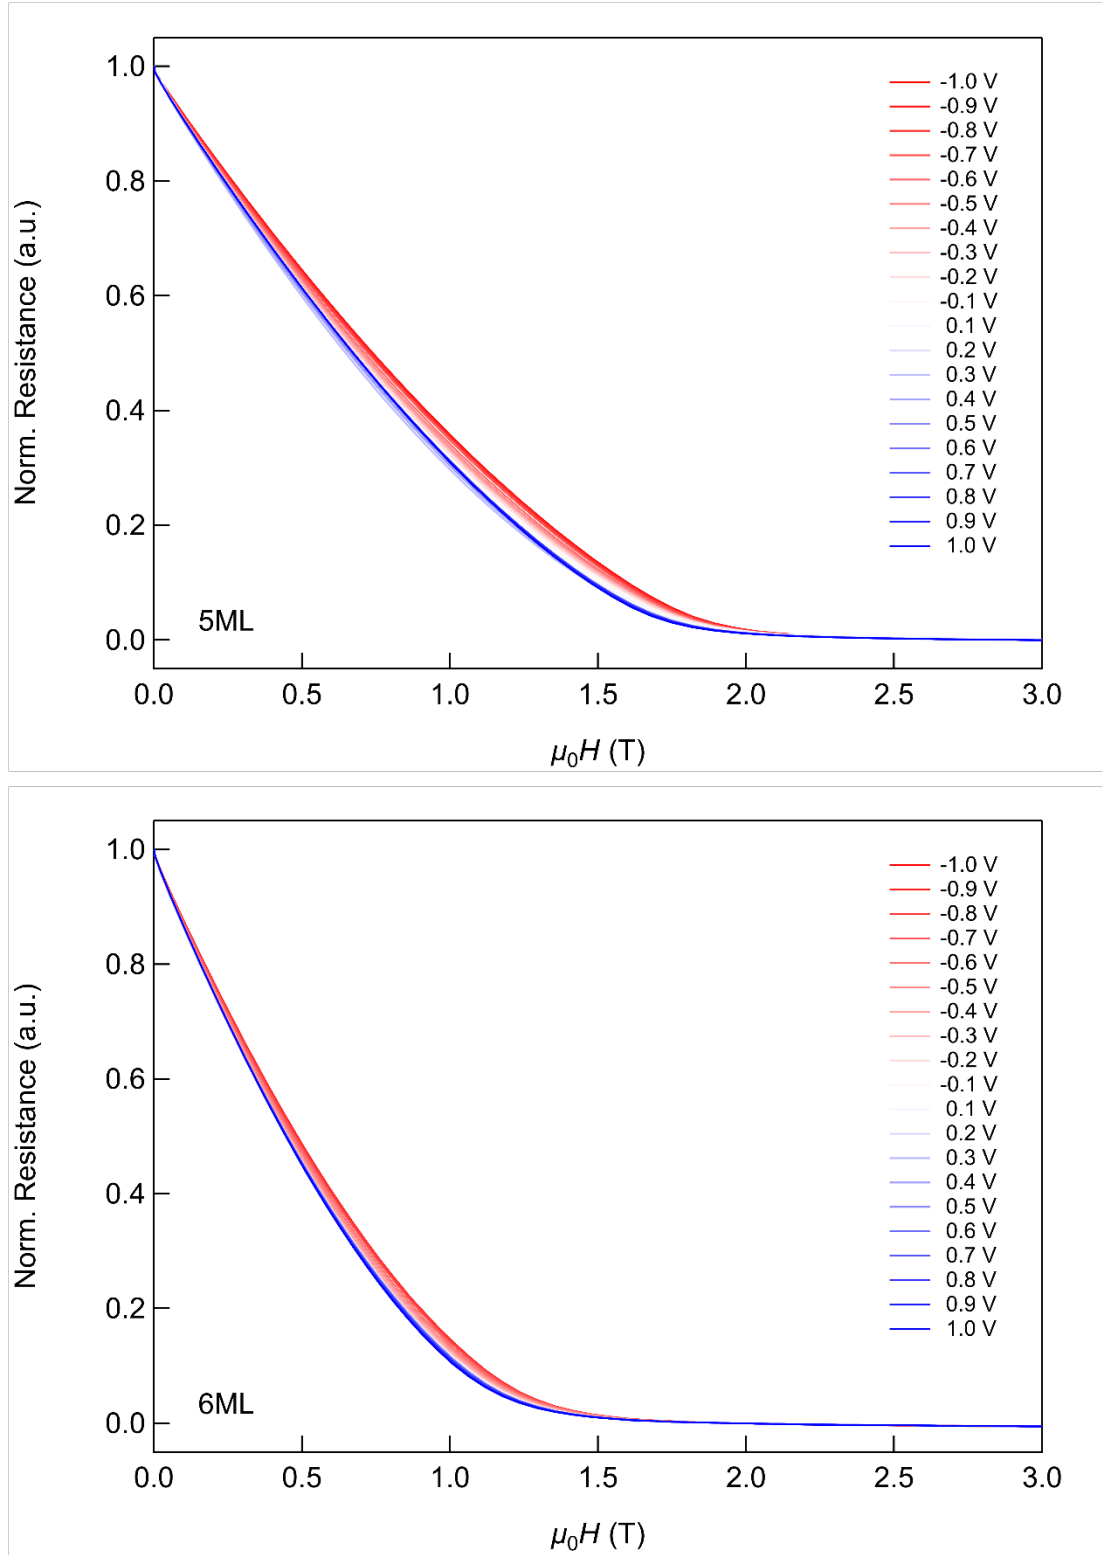 1.0
0.8
0.6
0.4
0.2
0.0
Norm. Resistance (a.u.)
-1.0 V
-0.9 V
-0.8 V
-0.7 V
-0.6 V
-0.5 V
-0.4 V
-0.3 V
-0.2 V
-0.1 V
0.1 V
0.2 V
0.3 V
0.4 V
0.5 V
0.6 V
0.7 V
0.8 V
0.9 V
1.0 V
5ML
0.0 0.5 1.0 1.5 2.0 2.5 3.0
μ₀H (T)
1.0
0.8
0.6
0.4
0.2
0.0
Norm. Resistance (a.u.)
-1.0 V
-0.9 V
-0.8 V
-0.7 V
-0.6 V
-0.5 V
-0.4 V
-0.3 V
-0.2 V
-0.1 V
0.1 V
0.2 V
0.3 V
0.4 V
0.5 V
0.6 V
0.7 V
0.8 V
0.9 V
1.0 V
6ML
0.0 0.5 1.0 1.5 2.0 2.5 3.0
μ₀H (T)